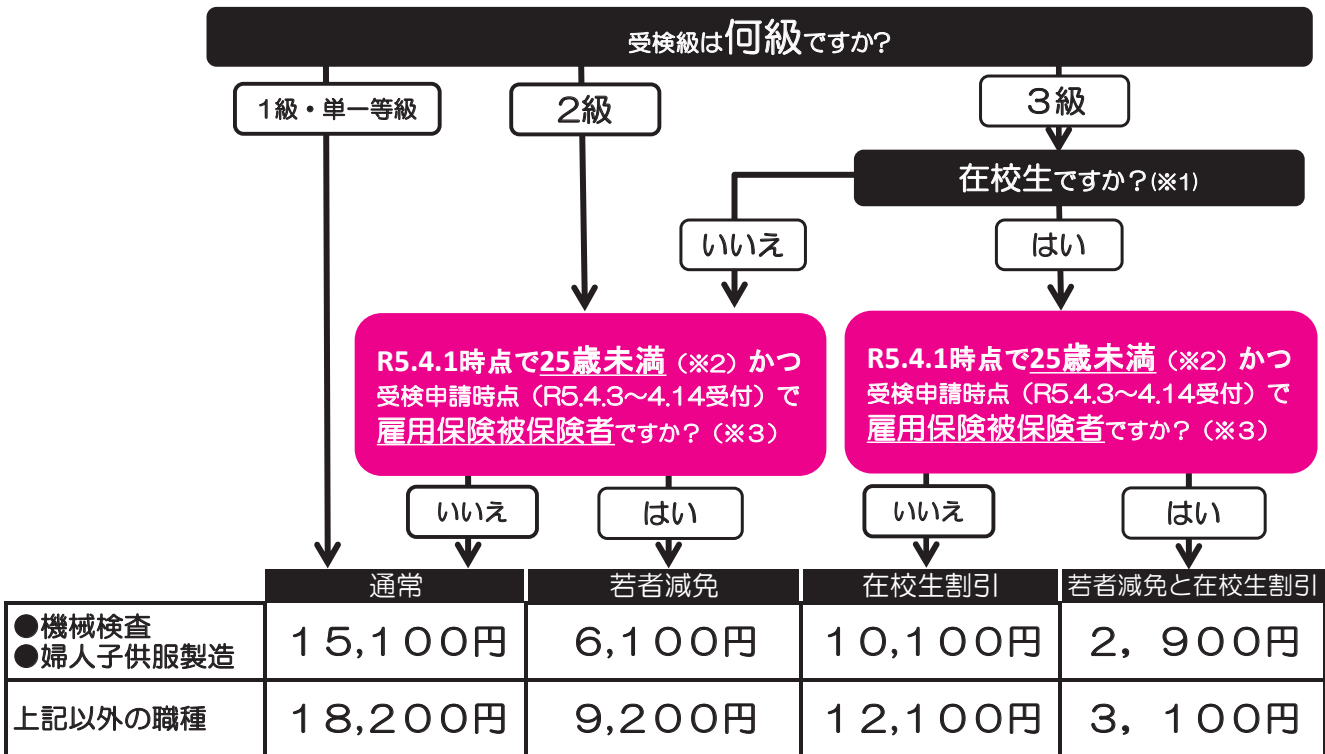 受検級は何級ですか?
1級・単一等級
２級
３級
在校生ですか？(※1)
いいえ
はい
R5.4.1時点で25歳未満（※2）かつ
受検申請時点（R5.4.3～4.14受付）で
雇用保険被保険者ですか？（※３）
R5.4.1時点で25歳未満（※2）かつ
受検申請時点（R5.4.3～4.14受付）で
雇用保険被保険者ですか？（※３）
いいえ
はい
いいえ
はい
通常
若者減免
在校生割引
若者減免と在校生割引
●機械検査
●婦人子供服製造
１５,１００円
６,１００円
１０,１００円
２，９００円
上記以外の職種
１８,２００円
９,２００円
１２,１００円
３，１００円